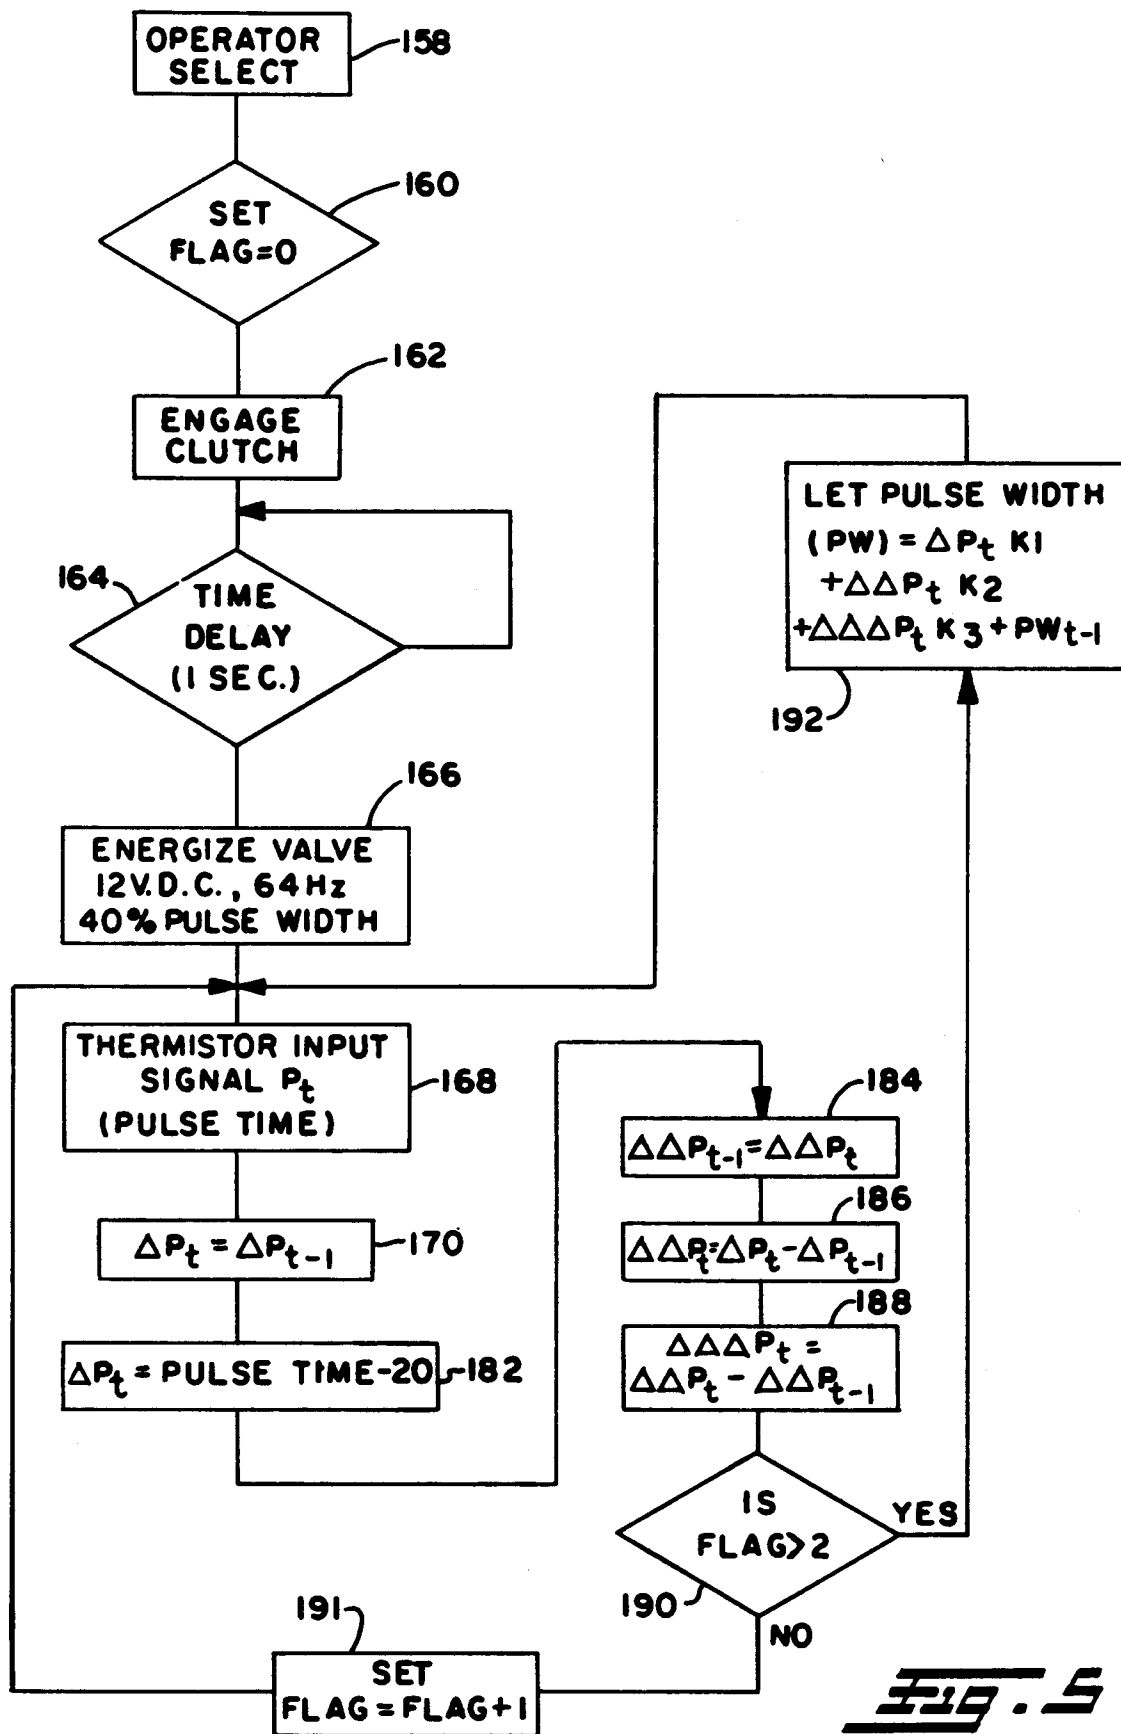 OPERATOR
SELECT
158
SET
FLAG=0
160
ENGAGE
CLUTCH
162
TIME
DELAY
(1 SEC.)
164
ENERGIZE VALVE
12V.D.C., 64Hz
40% PULSE WIDTH
166
THERMISTOR INPUT
SIGNAL Pt
(PULSE TIME)
168
ΔPt = ΔPt-1
170
ΔPt = PULSE TIME-20
182
ΔΔPt-1=ΔΔPt
184
ΔΔPt=ΔPt-ΔPt-1
186
ΔΔΔPt=
ΔΔPt-ΔΔPt-1
188
IS
FLAG>2
190
YES
NO
SET
FLAG=FLAG+1
191
LET PULSE WIDTH
(PW)=ΔPt K1
+ΔΔPt K2
+ΔΔΔPt K3+PWt-1
192
Fig. 5